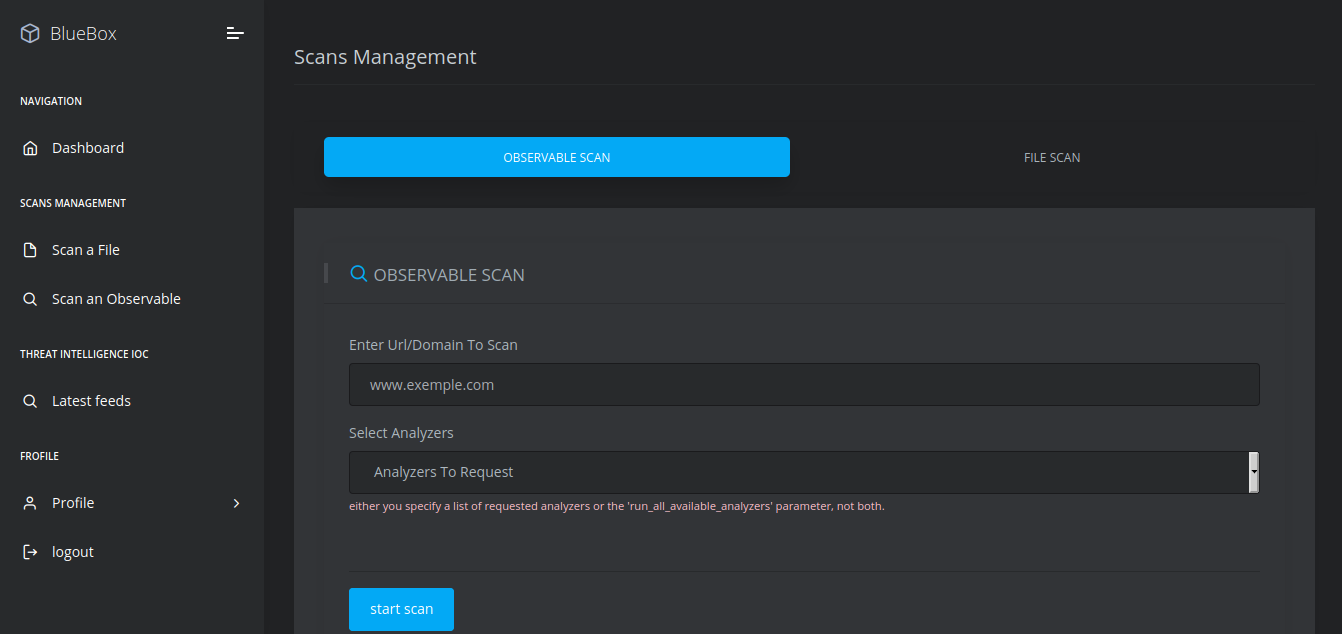 BlueBox
NAVIGATION
Dashboard
SCANS MANAGEMENT
Scan a File
Scan an Observable
THREAT INTELLIGENCE IOC
Latest feeds
FROFILE
Profile
logout
Scans Management
OBSERVABLE SCAN
FILE SCAN
OBSERVABLE SCAN
Enter Url/Domain To Scan
www.exemple.com
Select Analyzers
Analyzers To Request
either you specify a list of requested analyzers or the 'run_all_available_analyzers' parameter, not both.
start scan